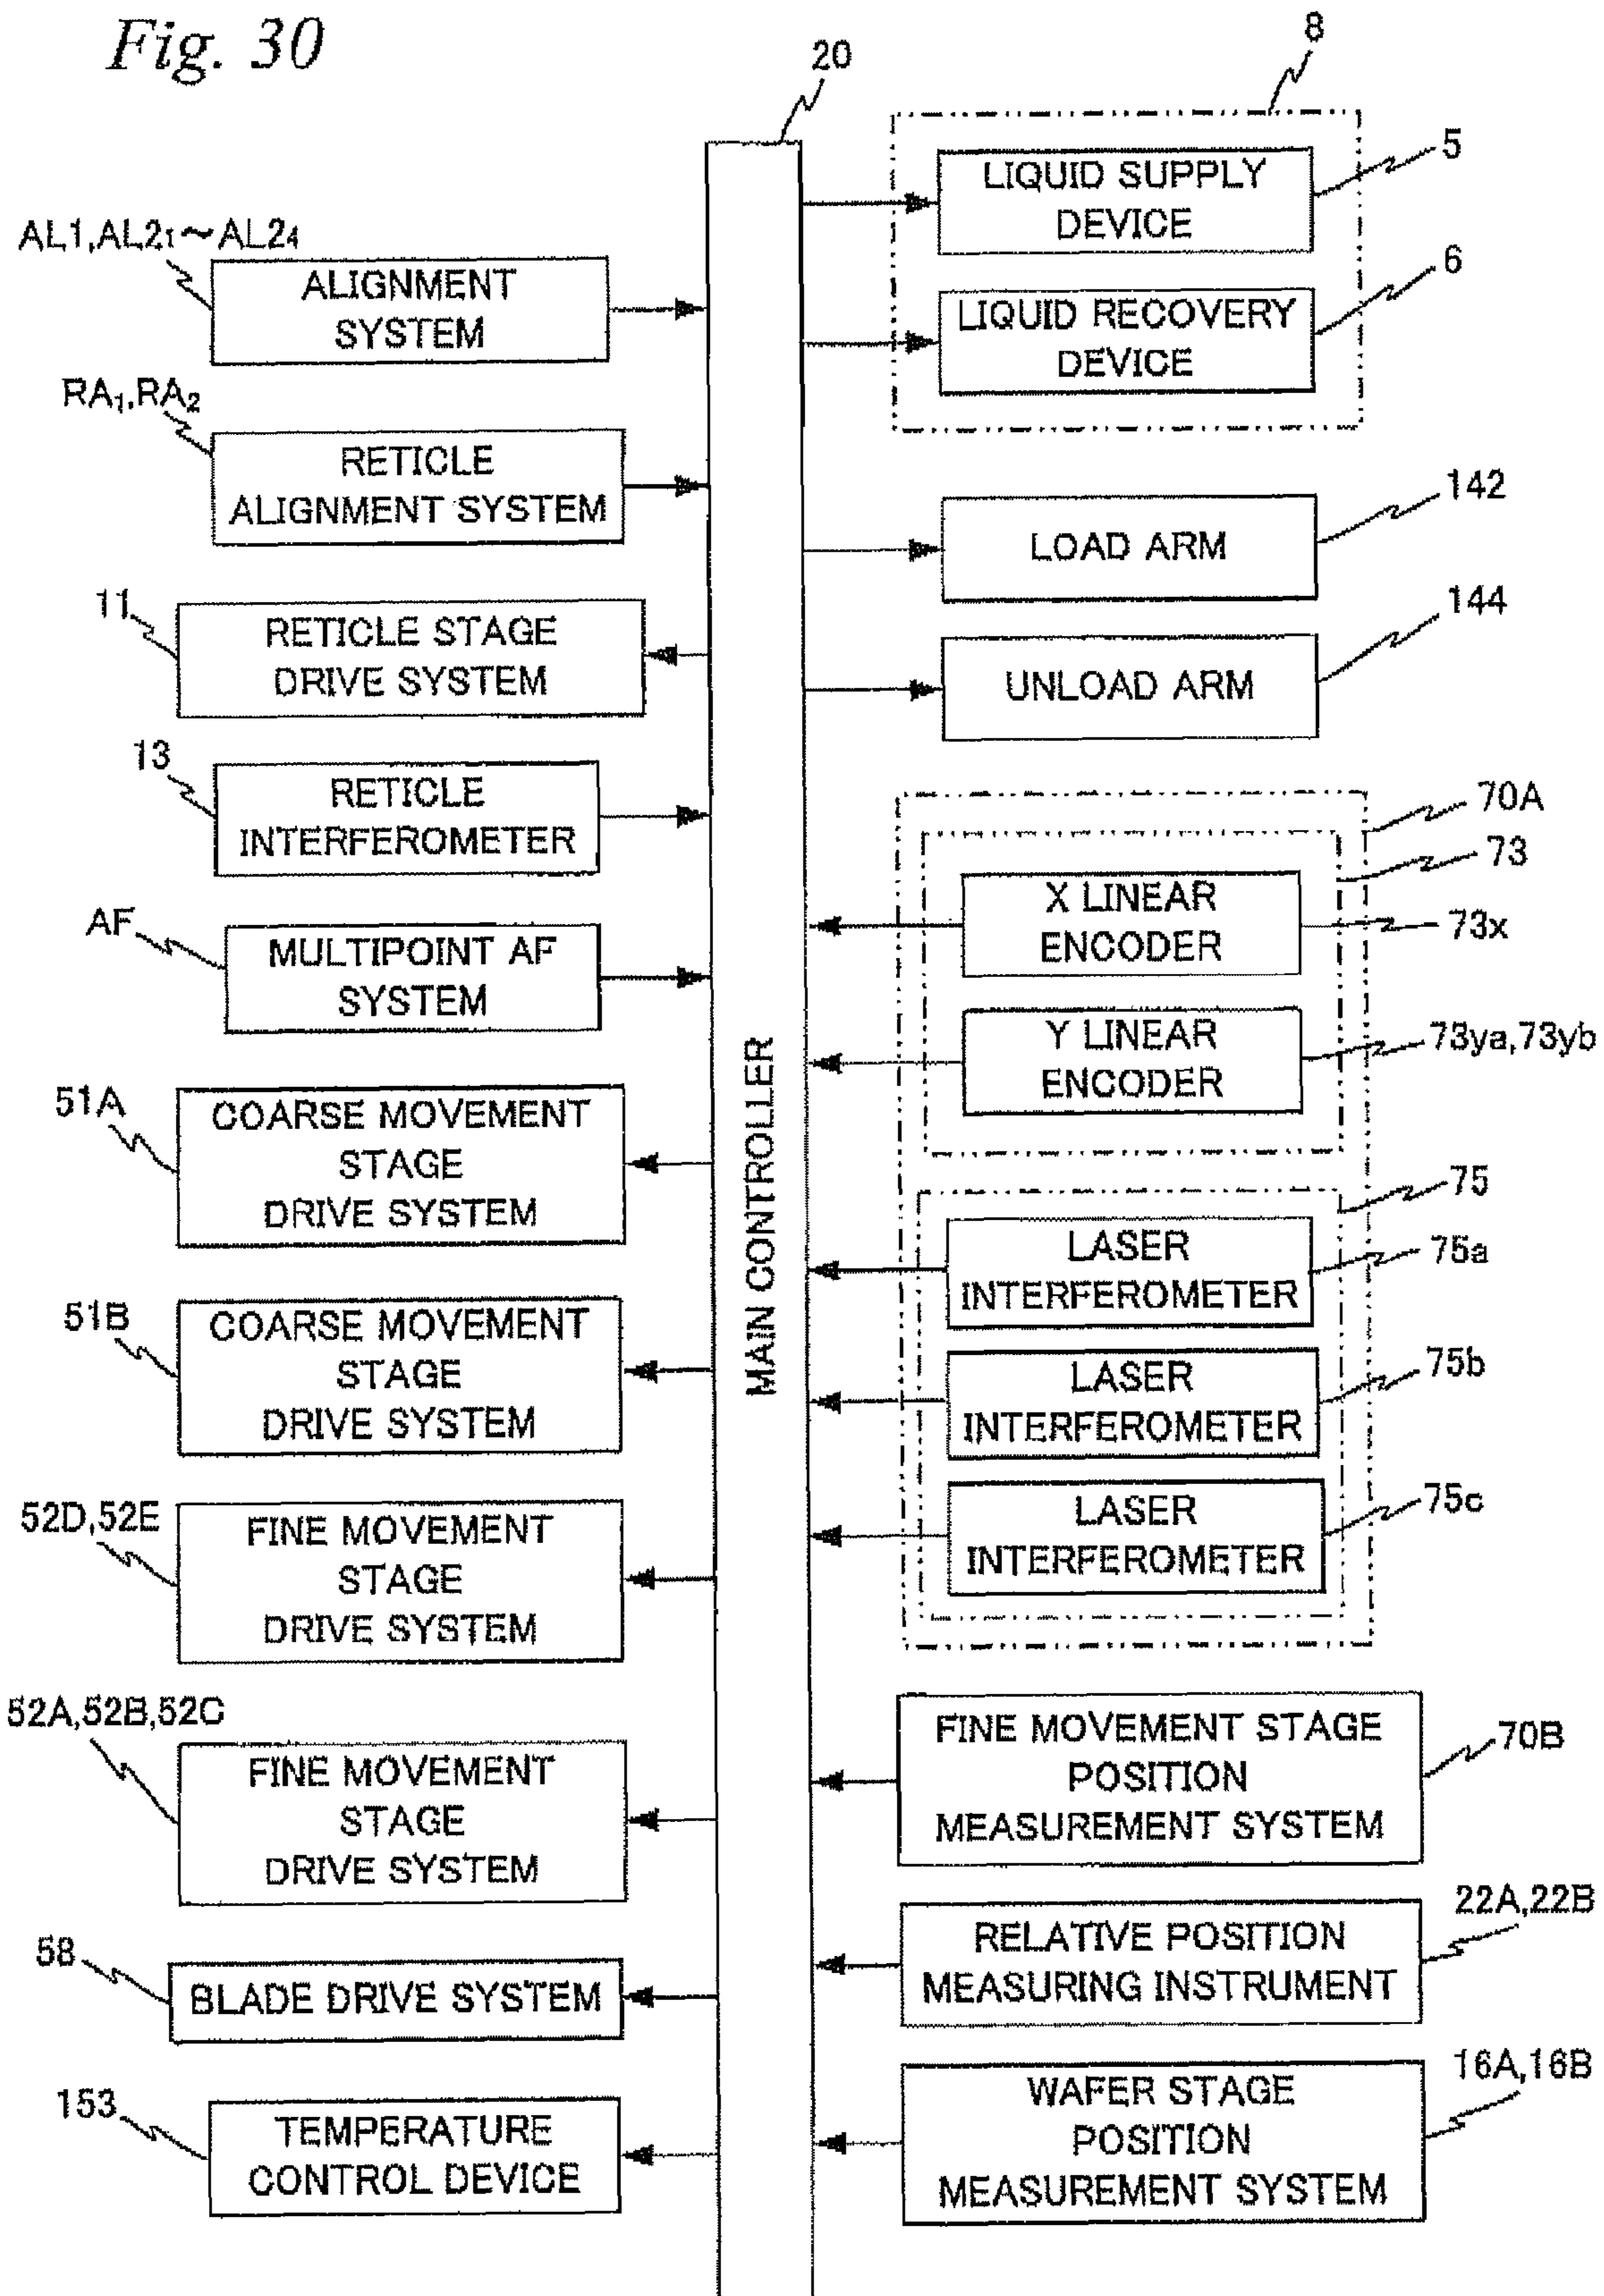 Fig. 30
20
8
LIQUID SUPPLY
DEVICE
5
LIQUID RECOVERY
DEVICE
6
AL1,AL2₁~AL2₄
ALIGNMENT
SYSTEM
RA₁,RA₂
RETICLE
ALIGNMENT SYSTEM
11
RETICLE STAGE
DRIVE SYSTEM
13
RETICLE
INTERFEROMETER
AF
MULTIPOINT AF
SYSTEM
51A
COARSE MOVEMENT
STAGE
DRIVE SYSTEM
51B
COARSE MOVEMENT
STAGE
DRIVE SYSTEM
52D,52E
FINE MOVEMENT
STAGE
DRIVE SYSTEM
52A,52B,52C
FINE MOVEMENT
STAGE
DRIVE SYSTEM
58
BLADE DRIVE SYSTEM
153
TEMPERATURE
CONTROL DEVICE
MAIN CONTROLLER
LOAD ARM
142
UNLOAD ARM
144
70A
73
X LINEAR
ENCODER
73x
Y LINEAR
ENCODER
73ya,73yb
75
LASER
INTERFEROMETER
75a
LASER
INTERFEROMETER
75b
LASER
INTERFEROMETER
75c
FINE MOVEMENT STAGE
POSITION
MEASUREMENT SYSTEM
70B
RELATIVE POSITION
MEASURING INSTRUMENT
22A,22B
WAFER STAGE
POSITION
MEASUREMENT SYSTEM
16A,16B